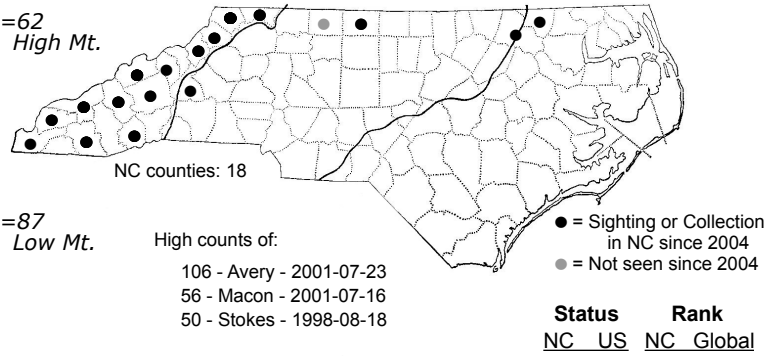 =62
High Mt.
NC counties: 18
=87
Low Mt.
High counts of:
106 - Avery - 2001-07-23
56 - Macon - 2001-07-16
50 - Stokes - 1998-08-18
= Sighting or Collection
in NC since 2004
= Not seen since 2004
Status Rank
NC US NC Global